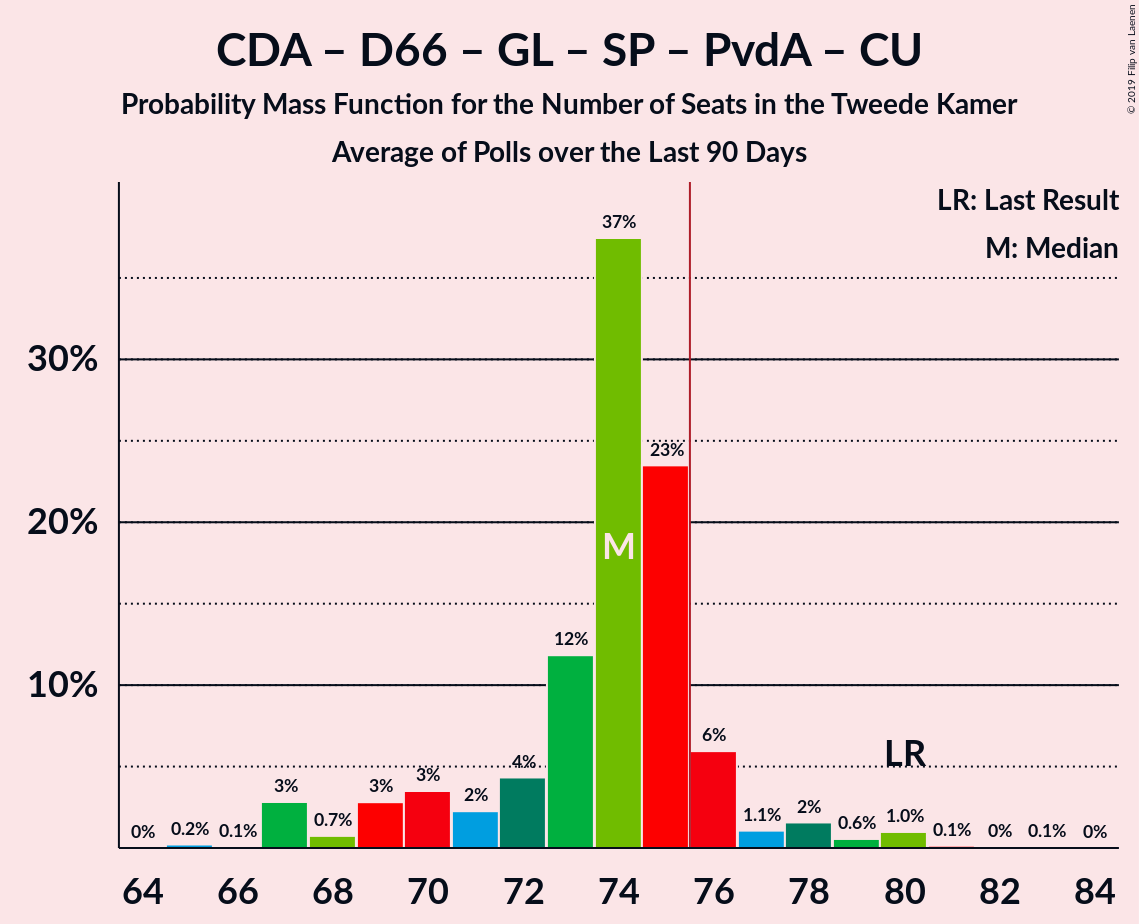 CDA – D66 – GL – SP – PvdA – CU
Probability Mass Function for the Number of Seats in the Tweede Kamer
Average of Polls over the Last 90 Days
© 2019 Filip van Laenen
LR: Last Result
M: Median
30%
20%
10%
0%
0.2%
0.1%
3%
0.7%
3%
3%
2%
4%
12%
37%
23%
6%
1.1%
2%
0.6%
1.0%
0.1%
0%
0.1%
0%
M
LR
64 66 68 70 72 74 76 78 80 82 84